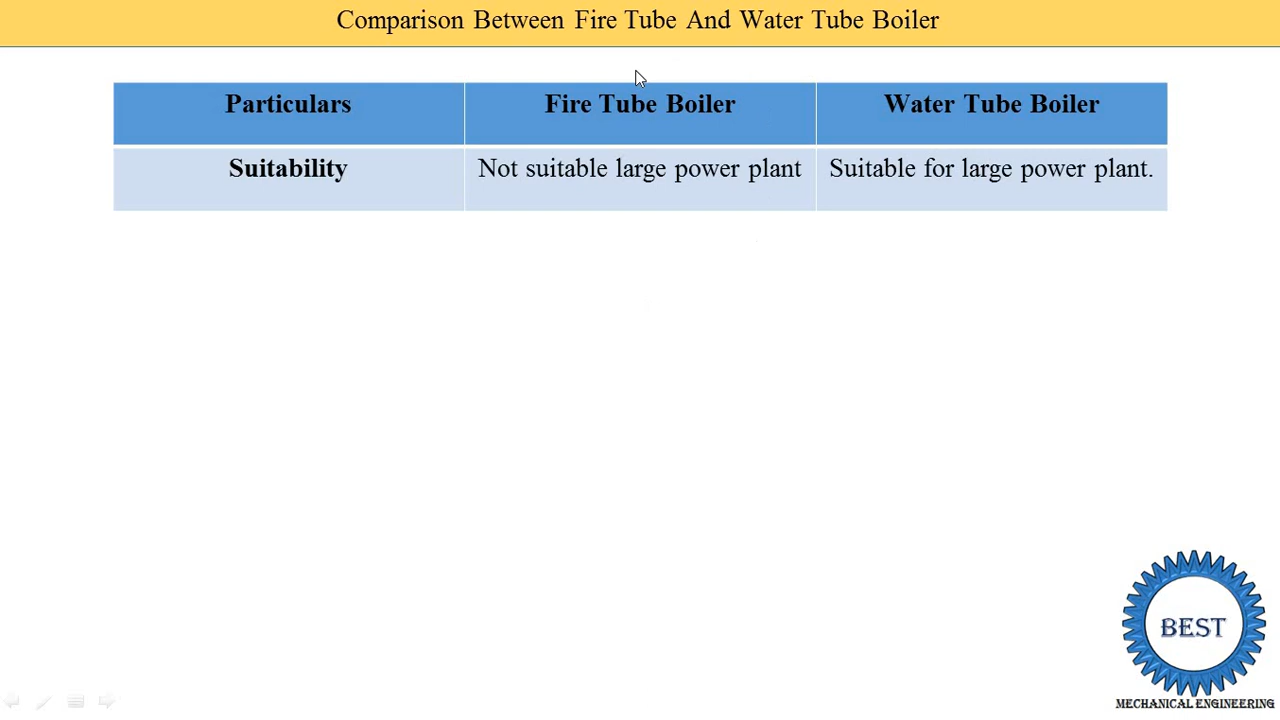 Comparison Between Fire Tube And Water Tube Boiler
Particulars Fire Tube Boiler Water Tube Boiler
Suitability Not suitable large power plant Suitable for large power plant.
BEST
MECHANICAL ENGINEERING